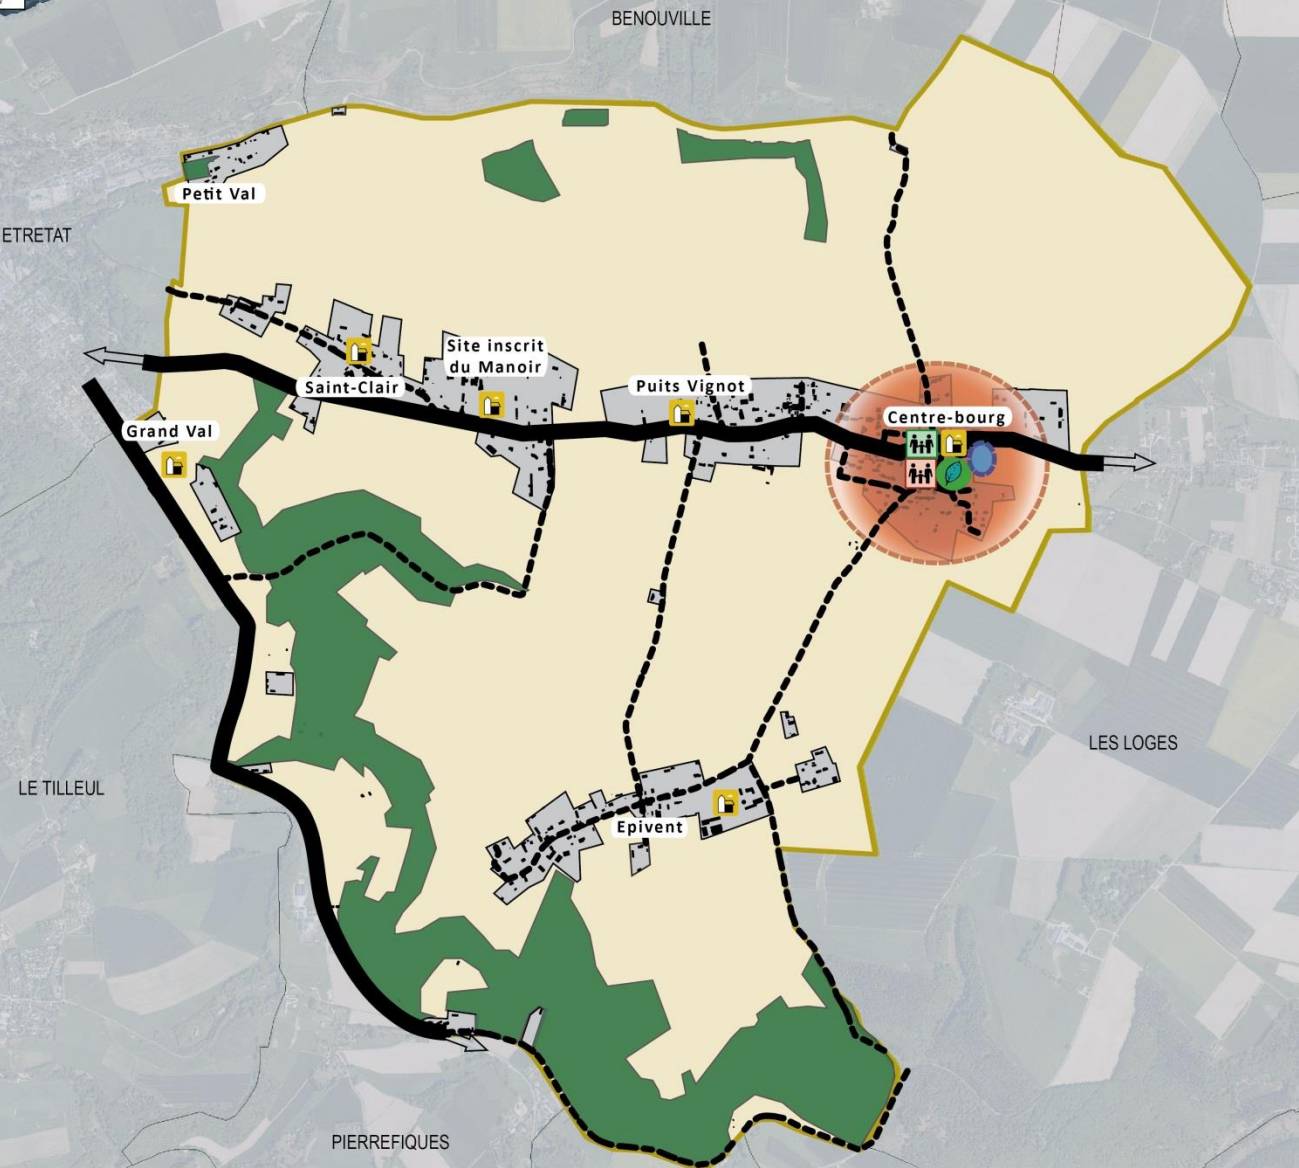 BENOUVILLE
Petit Val
ETRETAT
Site inscrit
du Manoir
Saint-Clair
Puits Vignot
Centre-bourg
Grand Val
LES LOGES
LE TILLEUL
Epivent
PIERREFIQUES